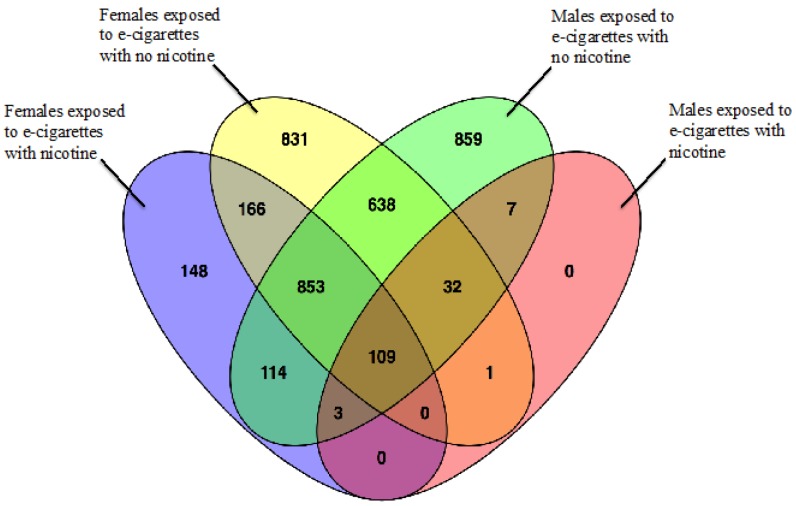 Females exposed
to e-cigarettes
with no nicotine
Males exposed to
e-cigarettes with
no nicotine
Females exposed
to e-cigarettes
with nicotine
Males exposed to
e-cigarettes with
nicotine
831
859
166
638
7
148
853
32
0
114
109
1
3
0
0